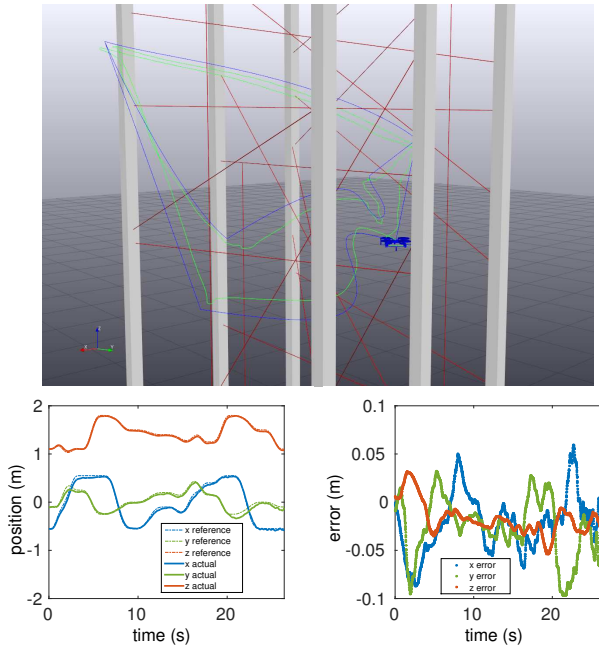 2
1
0
-1
-2
position (m)
0
10
20
time (s)
x reference
y reference
z reference
x actual
y actual
z actual
0.1
0.05
0
-0.05
-0.1
error (m)
0
10
20
time (s)
x error
y error
z error